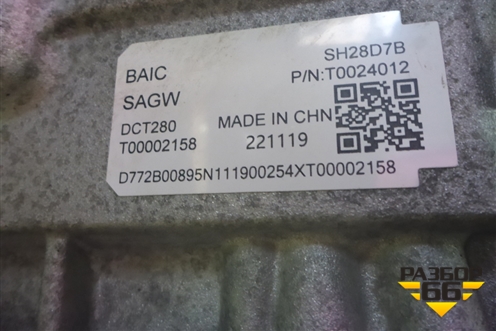 BAIC
SH28D7B
SAGW
P/N:T0024012
DCT280
MADE IN CHN
T00002158
221119
D772B00895N111900254XT00002158
РАЗБОР
66